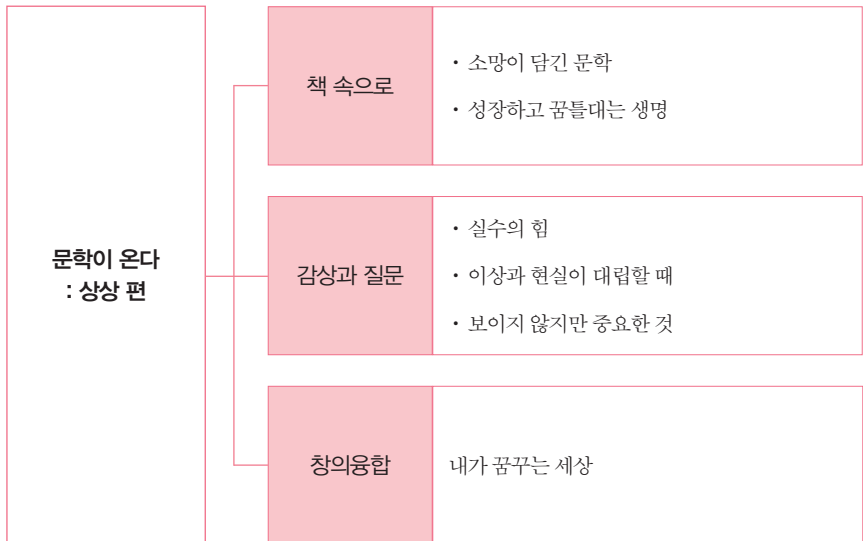 문학이 온다
: 상상 편
책 속으로
• 소망이 담긴 문학
• 성장하고 꿈틀대는 생명
감상과 질문
• 실수의 힘
• 이상과 현실이 대립할 때
• 보이지 않지만 중요한 것
창의융합
내가 꿈꾸는 세상